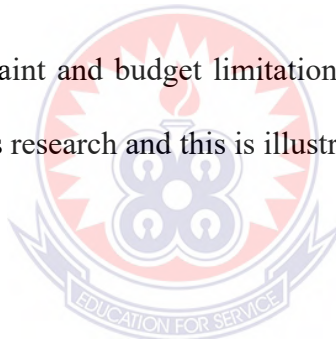 aint and budget limitation
s research and this is illustr
EDUCATION FOR SERVICE